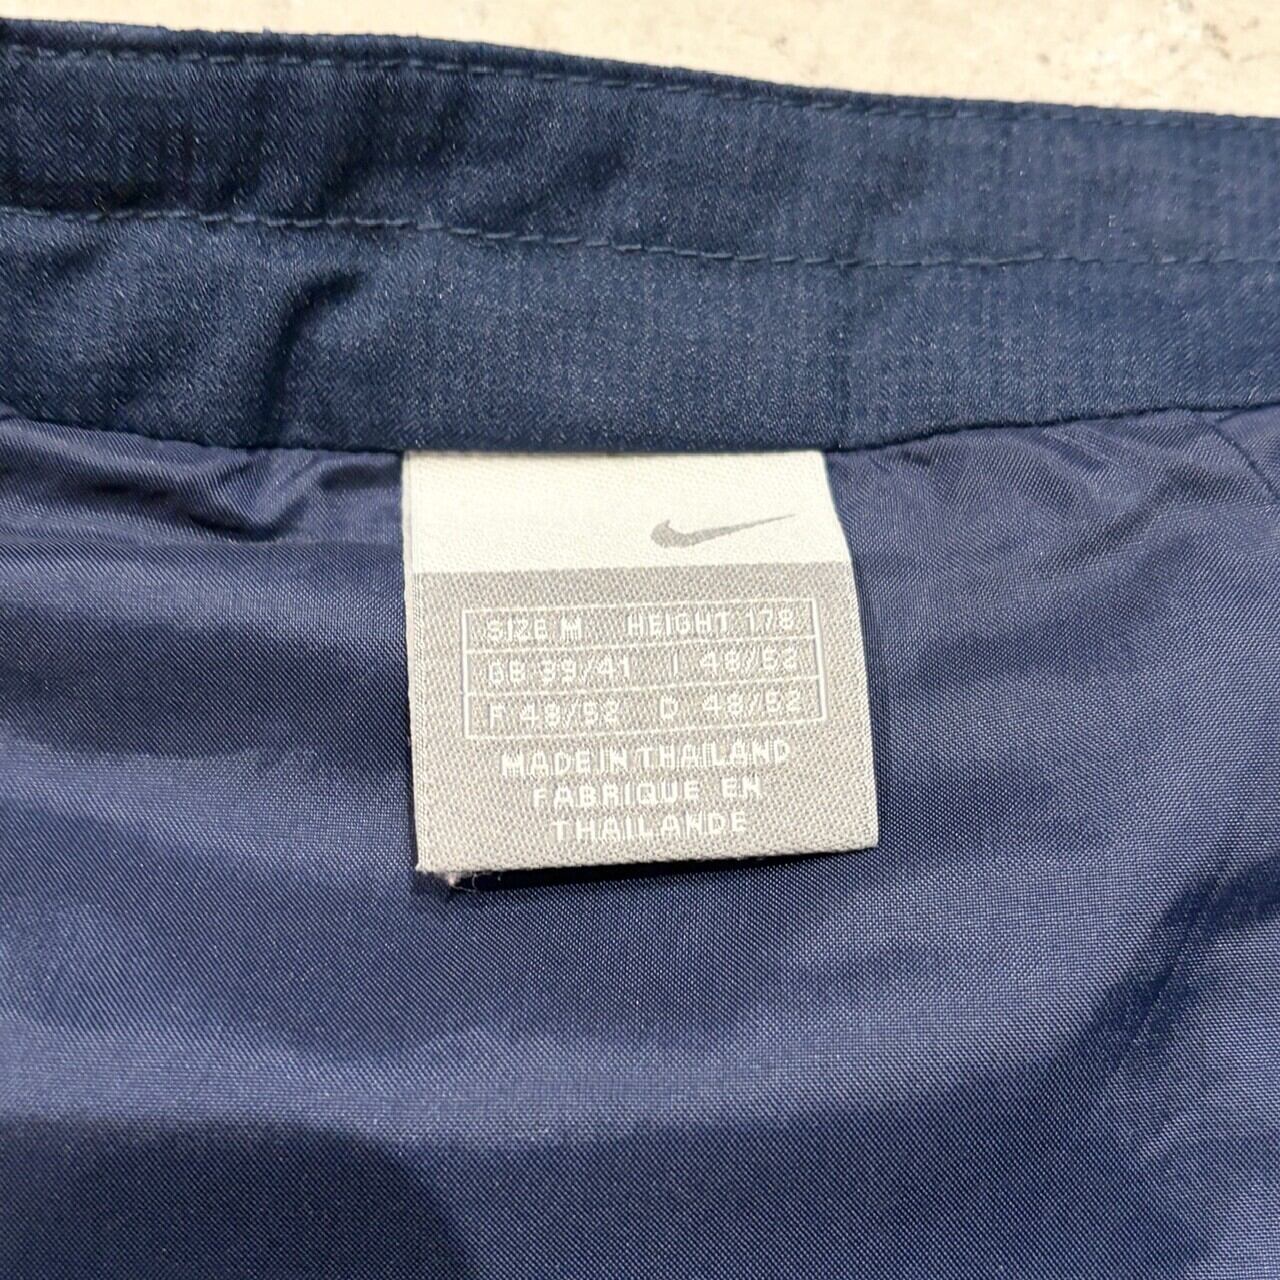 SIZE M HEIGHT 178
GB 39/41 I 48/52
F 48/52 D 48/52
MADE IN THAILAND
FABRIQUE EN
THAILANDE